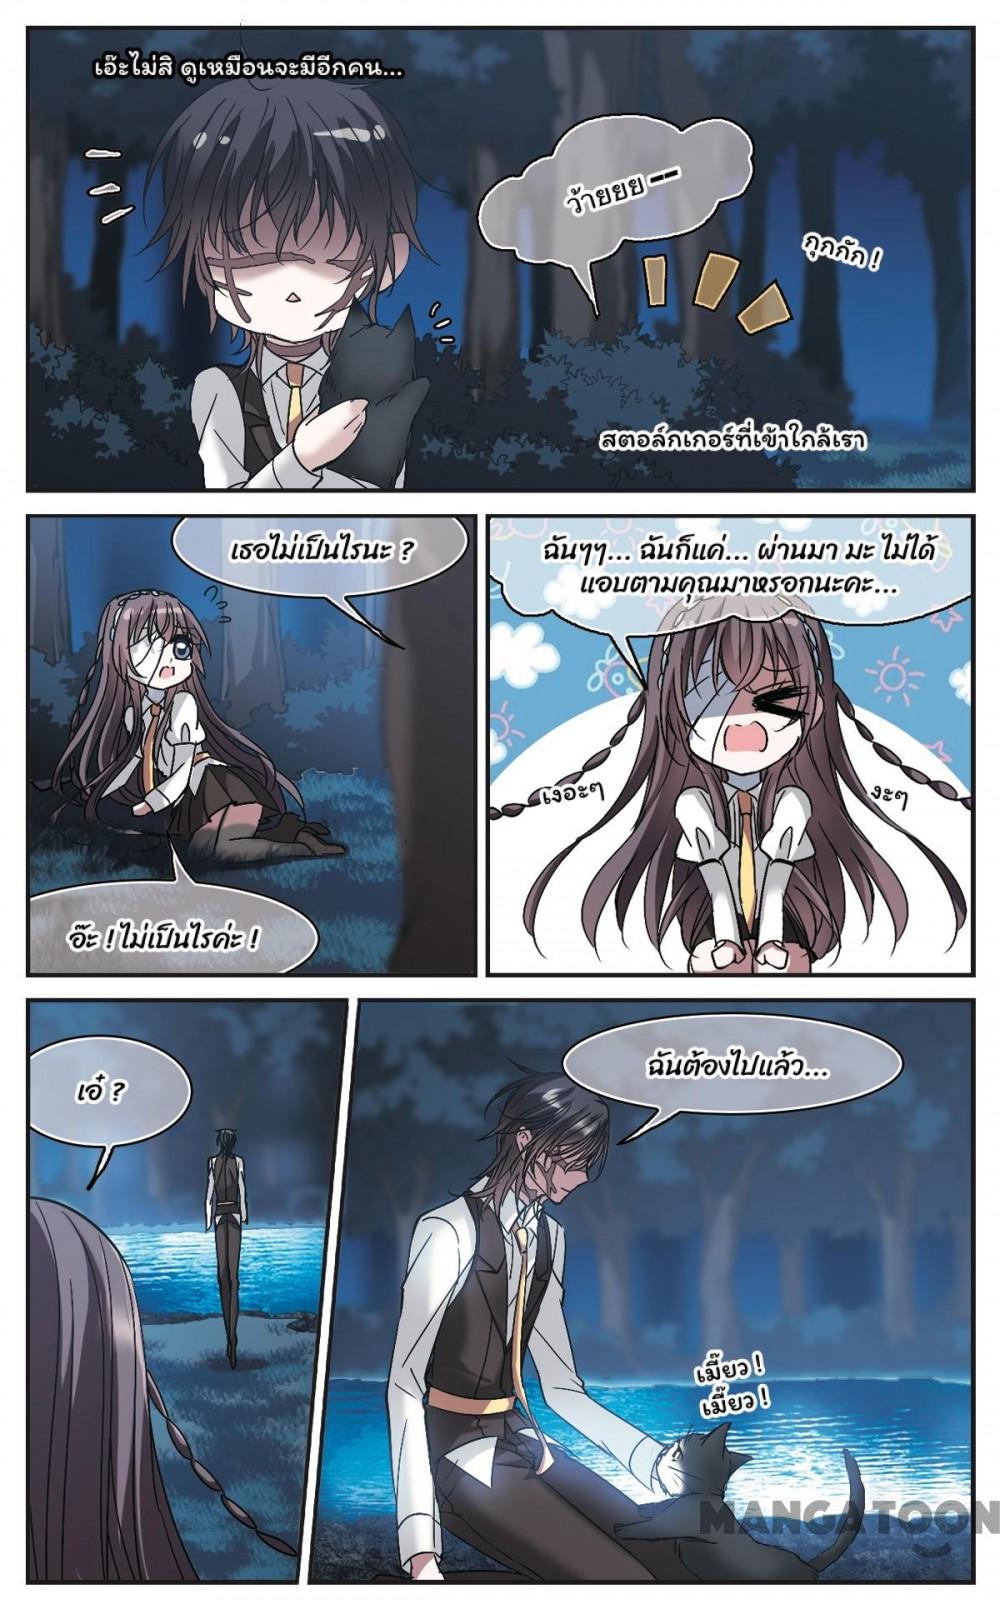 เอ๊ะไม่สิ ดูเหมือนจะมีอีกคน...
ว้ายยย --
กุกกัก !
สตอล์กเกอร์ที่เข้าใกล้เรา
เธอไม่เป็นไรนะ ?
อ๊ะ ! ไม่เป็นไรค่ะ !
ฉันๆๆ... ฉันก็แค่... ผ่านมา มะ ไม่ได้
แอบตามคุณมาหรอกนะคะ...
เงอะๆ
งะๆ
เอ๋ ?
ฉันต้องไปแล้ว...
เมี๊ยว !
เมี๊ยว !
MANGATOON